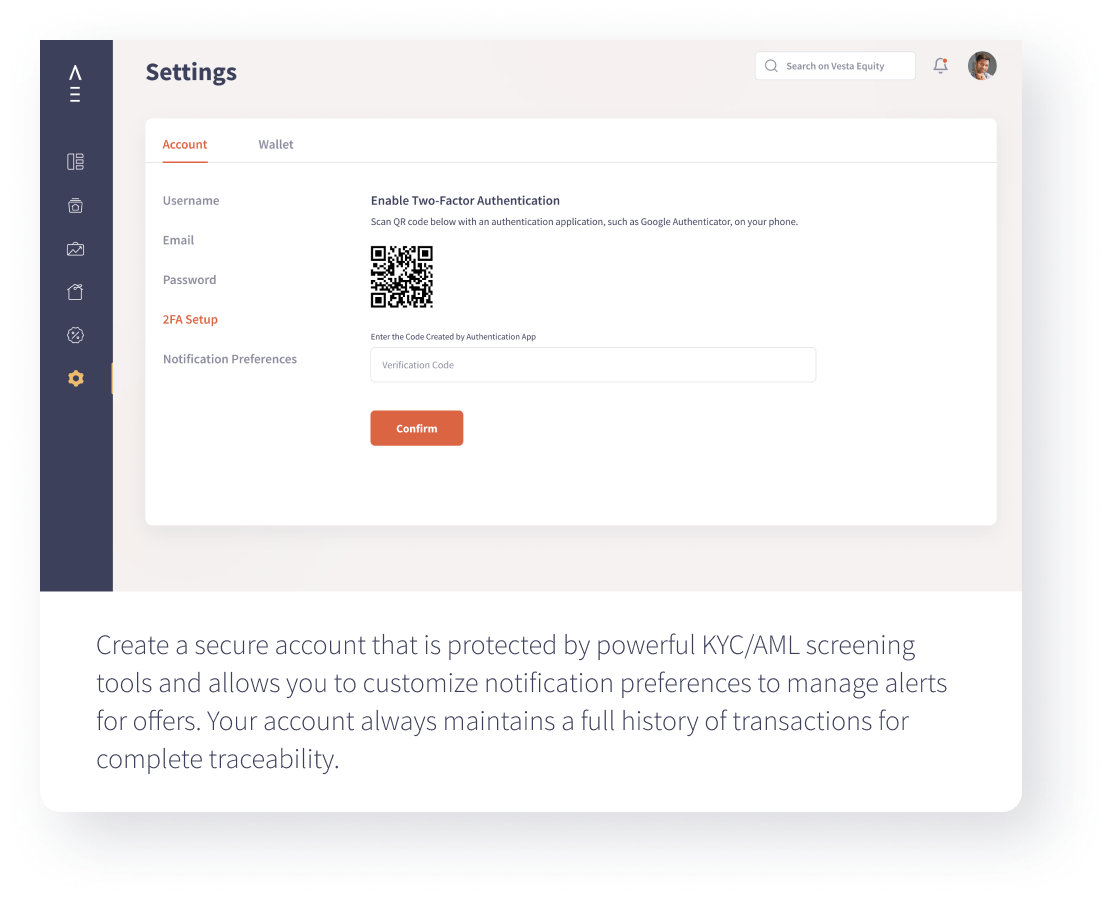 Settings
Search on Vesta Equity
Account
Wallet
Username
Email
Password
2FA Setup
Notification Preferences
Enable Two-Factor Authentication
Scan QR code below with an authentication application, such as Google Authenticator, on your phone.
Enter the Code Created by Authentication App
Verification Code
Confirm
Create a secure account that is protected by powerful KYC/AML screening
tools and allows you to customize notification preferences to manage alerts
for offers. Your account always maintains a full history of transactions for
complete traceability.